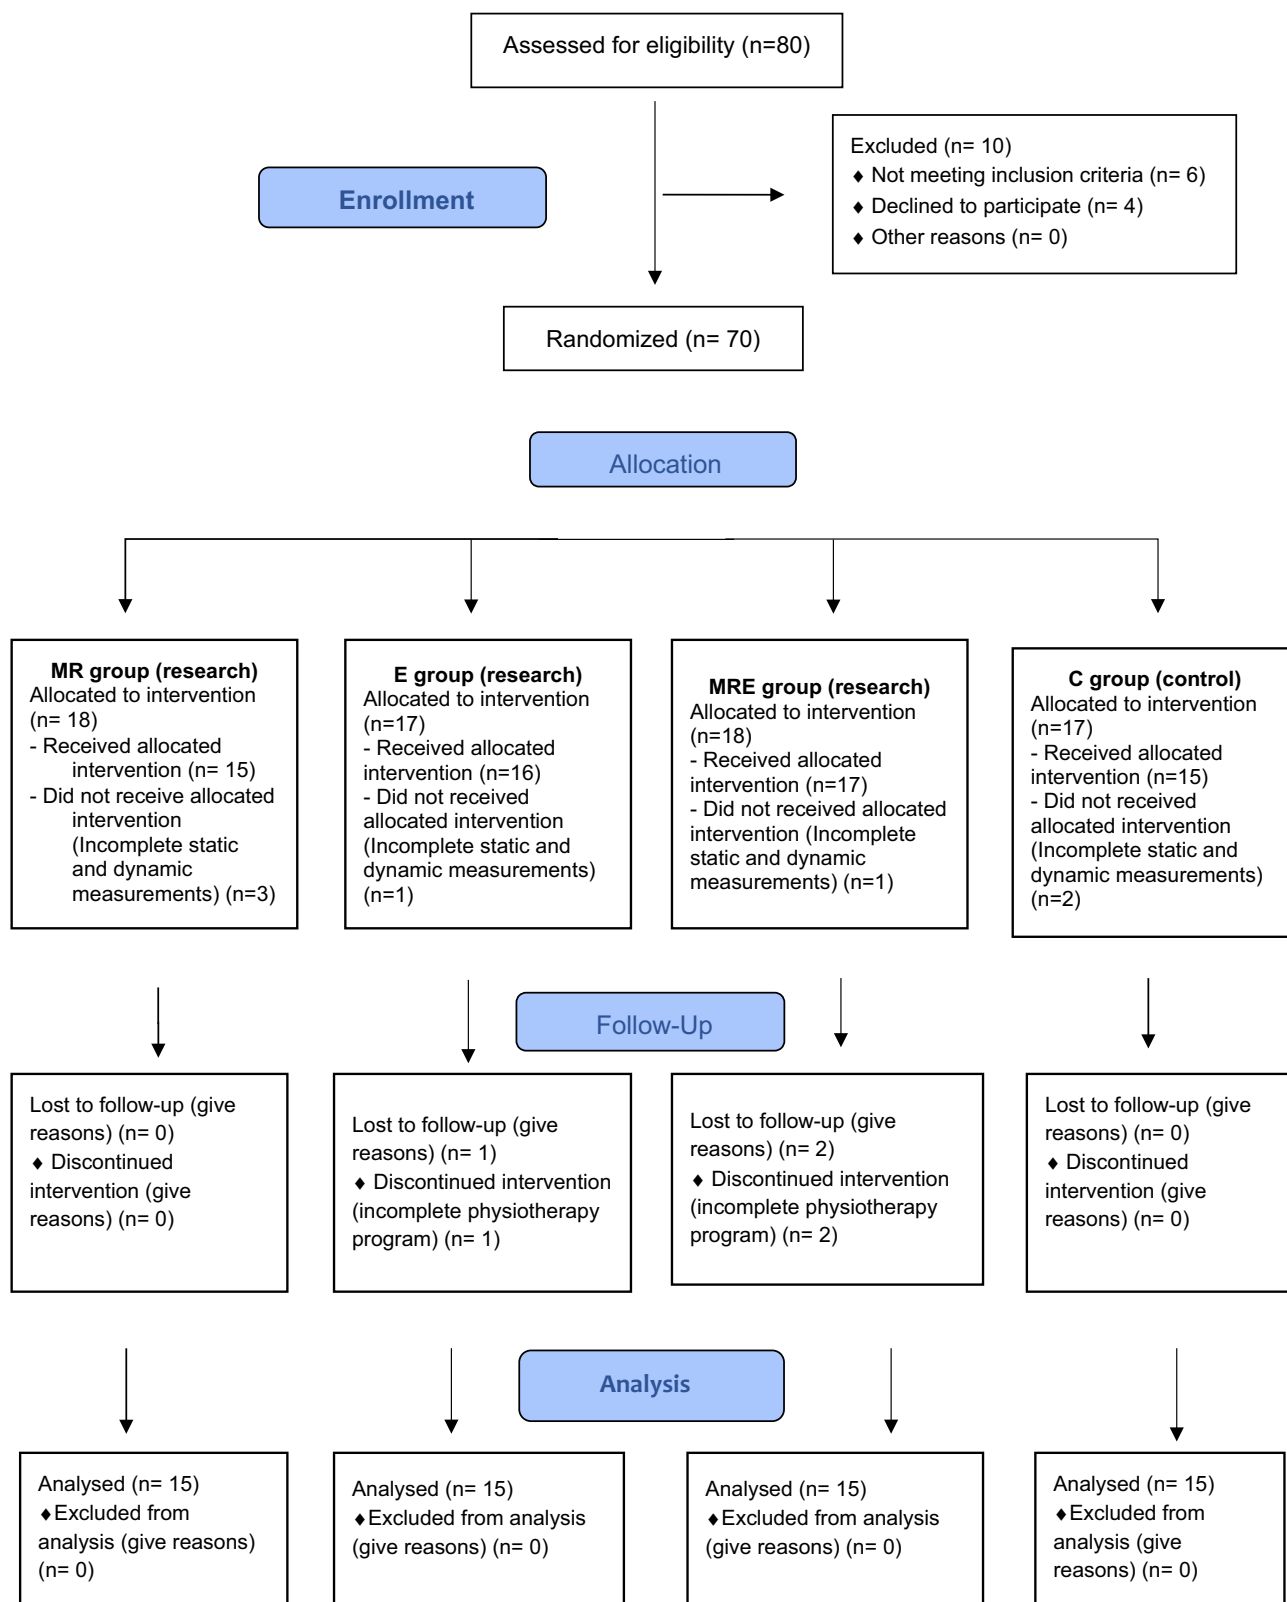 Assessed for eligibility (n=80)
Excluded (n= 10)
♦ Not meeting inclusion criteria (n= 6)
♦ Declined to participate (n= 4)
♦ Other reasons (n= 0)
Enrollment
Randomized (n= 70)
Allocation
MR group (research)
Allocated to intervention
(n= 18)
- Received allocated
intervention (n= 15)
- Did not receive allocated
intervention
(Incomplete static
and dynamic
measurements) (n=3)
E group (research)
Allocated to intervention
(n=17)
- Received allocated
intervention (n=16)
- Did not received
allocated intervention
(Incomplete static and
dynamic measurements)
(n=1)
MRE group (research)
Allocated to intervention
(n=18)
- Received allocated
intervention (n=17)
- Did not received allocated
intervention (Incomplete
static and dynamic
measurements) (n=1)
C group (control)
Allocated to intervention
(n=17)
- Received allocated
intervention (n=15)
- Did not received
allocated intervention
(Incomplete static and
dynamic measurements)
(n=2)
Follow-Up
Lost to follow-up (give
reasons) (n= 0)
♦ Discontinued
intervention (give
reasons) (n= 0)
Lost to follow-up (give
reasons) (n= 1)
♦ Discontinued intervention
(incomplete physiotherapy
program) (n= 1)
Lost to follow-up (give
reasons) (n= 2)
♦ Discontinued intervention
(incomplete physiotherapy
program) (n= 2)
Lost to follow-up (give
reasons) (n= 0)
♦ Discontinued
intervention (give
reasons) (n= 0)
Analysis
Analysed (n= 15)
♦Excluded from
analysis (give reasons)
(n= 0)
Analysed (n= 15)
♦Excluded from analysis
(give reasons) (n= 0)
Analysed (n= 15)
♦Excluded from analysis
(give reasons) (n= 0)
Analysed (n= 15)
♦Excluded from
analysis (give
reasons) (n= 0)